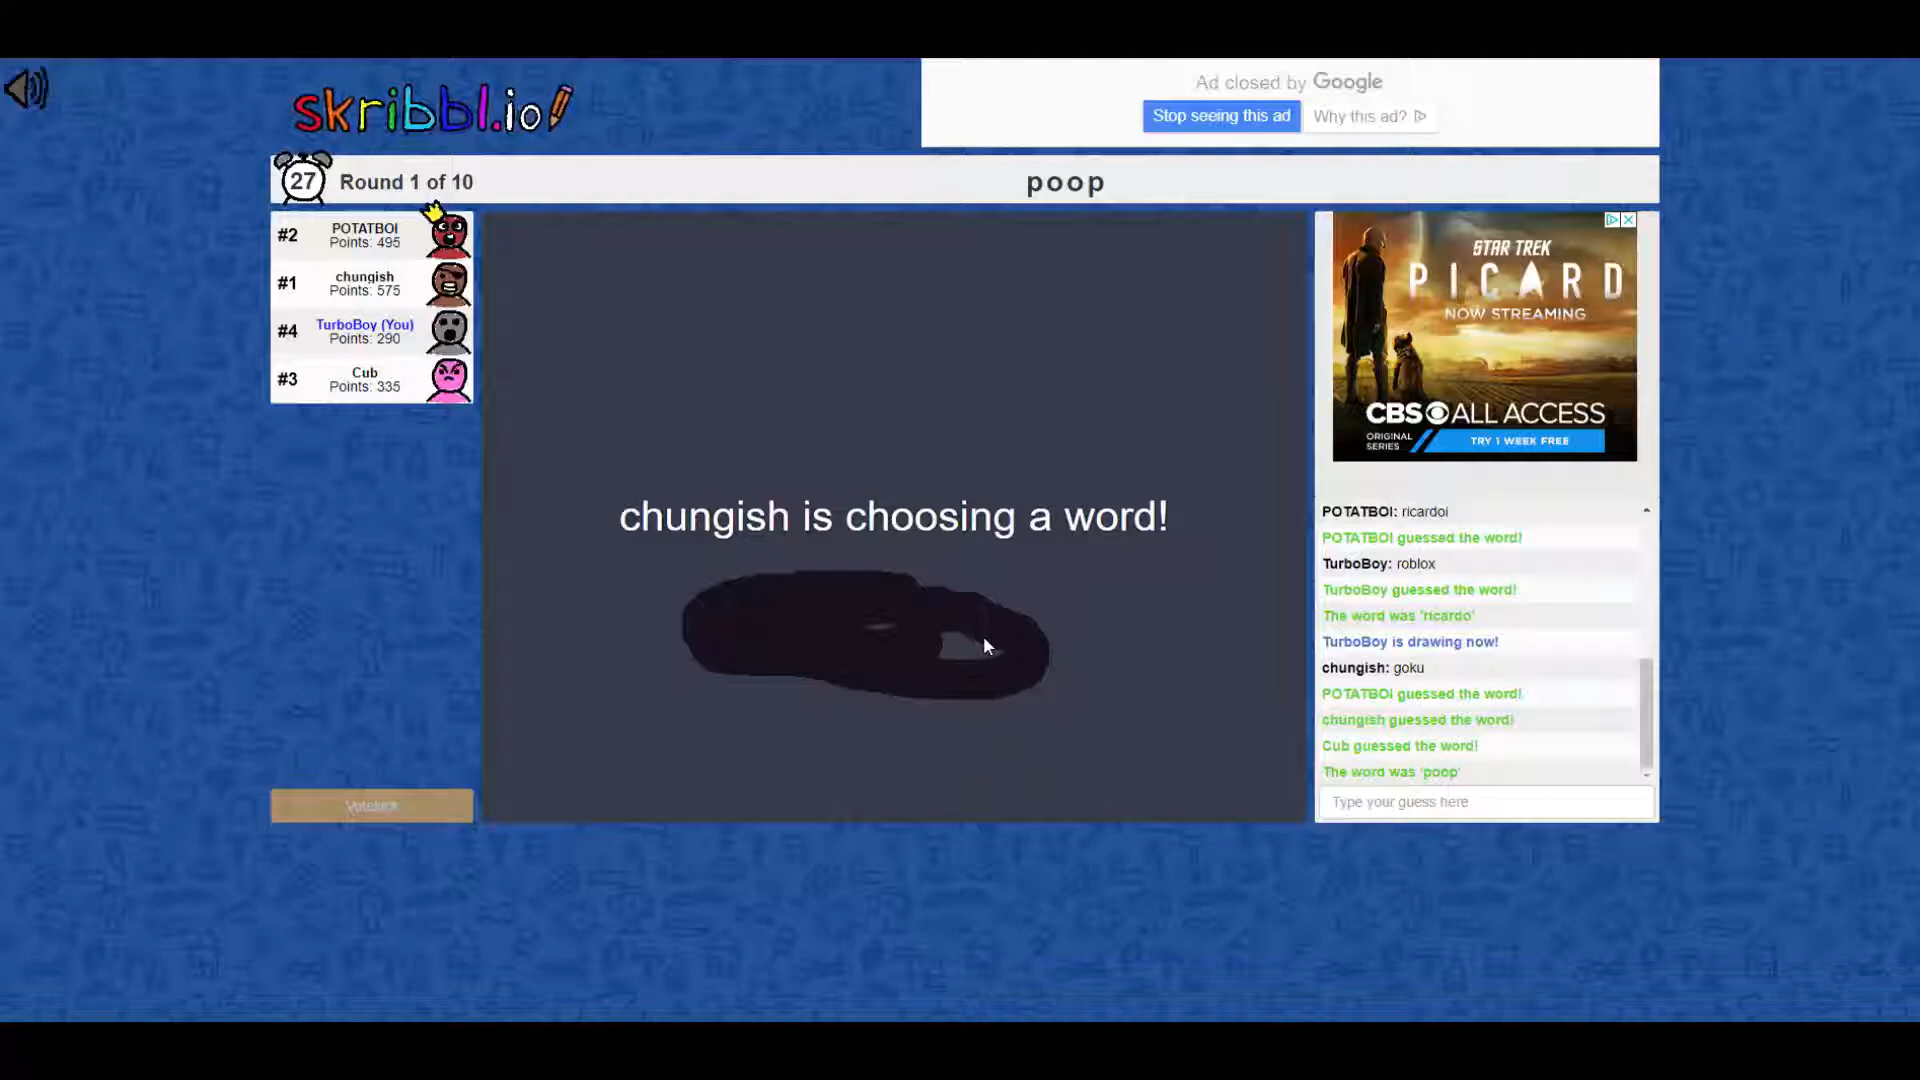 skribbl.io
Ad closed by Google
Stop seeing this ad
Why this ad?
27
Round 1 of 10
poop
#2
POTATBOI
Points: 495
#1
chungish
Points: 575
#4
TurboBoy (You)
Points: 290
#3
Cub
Points: 335
Votekick
chungish is choosing a word!
STAR TREK
PICARD
NOW STREAMING
CBS ALL ACCESS
ORIGINAL
SERIES
TRY 1 WEEK FREE
POTATBOI: ricardoi
POTATBOI guessed the word!
TurboBoy: roblox
TurboBoy guessed the word!
The word was 'ricardo'
TurboBoy is drawing now!
chungish: goku
POTATBOI guessed the word!
chungish guessed the word!
Cub guessed the word!
The word was 'poop'
Type your guess here